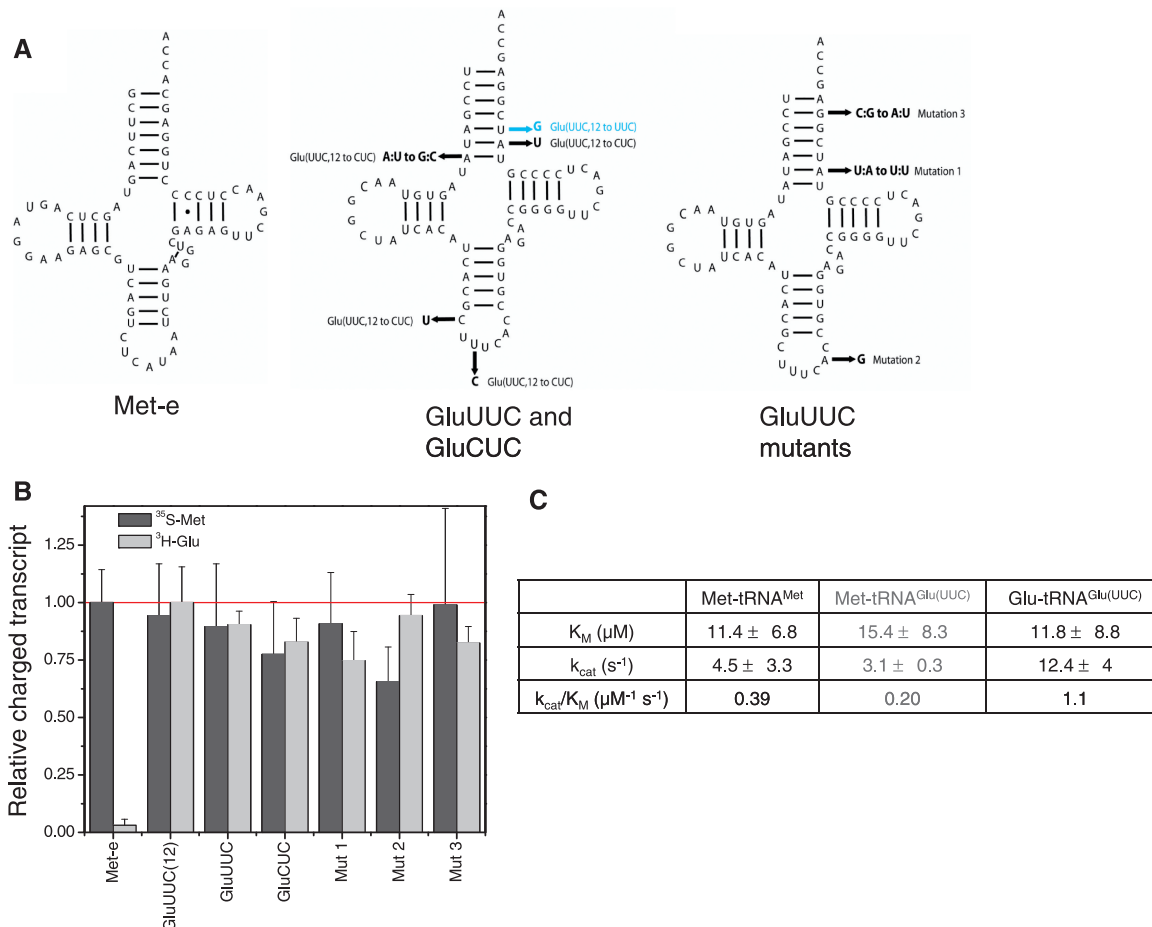 A
Glu(UUC,12 to UUC)
G
Glu(UUC,12 to CUC)
U
Glu(UUC,12 to CUC) A:U to G:C
Glu(UUC,12 to CUC) U
C Glu(UUC,12 to CUC)
C:G to A:U Mutation 3
U:A to U:U Mutation 1
G Mutation 2
Met-e
GluUUC and
GluCUC
GluUUC
mutants
B
35S-Met
3H-Glu
Relative charged transcript
1.25
1.00
0.75
0.50
0.25
0.00
Met-e
GluUUC(12)
GluUUC
GluCUC
Mut 1
Mut 2
Mut 3
C
Met-tRNAMet Met-tRNAGlu(UUC) Glu-tRNAGlu(UUC)
KM (µM) 11.4 ± 6.8 15.4 ± 8.3 11.8 ± 8.8
kcat (s-1) 4.5 ± 3.3 3.1 ± 0.3 12.4 ± 4
kcat/KM (µM-1 s-1) 0.39 0.20 1.1